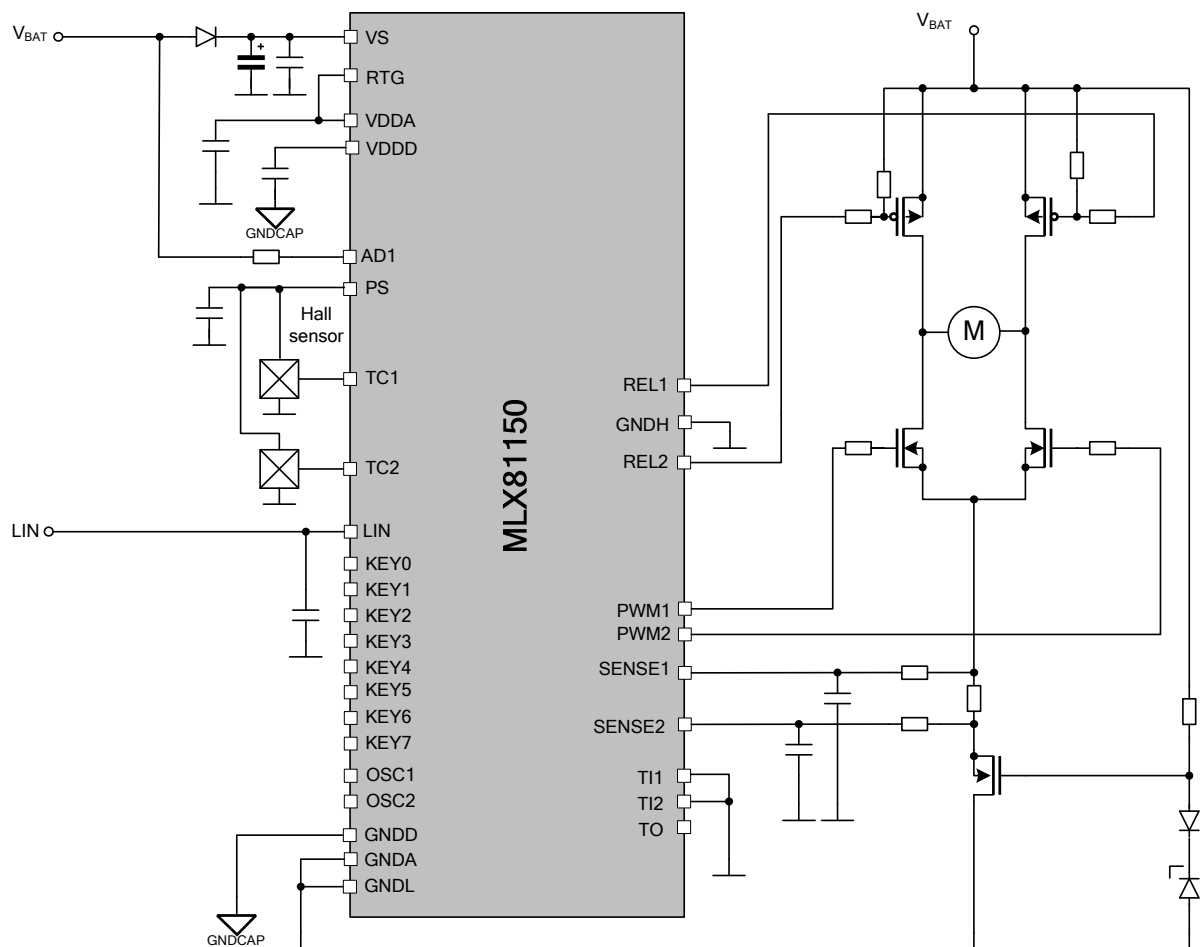 V_BAT
+
VS
RTG
VDDA
VDDD
GNDCAP
AD1
PS
Hall
sensor
TC1
TC2
LIN
LIN
KEY0
KEY1
KEY2
KEY3
KEY4
KEY5
KEY6
KEY7
OSC1
OSC2
GNDD
GNDA
GNDL
GNDCAP
MLX81150
REL1
GNDH
REL2
PWM1
PWM2
SENSE1
SENSE2
TI1
TI2
TO
V_BAT
M